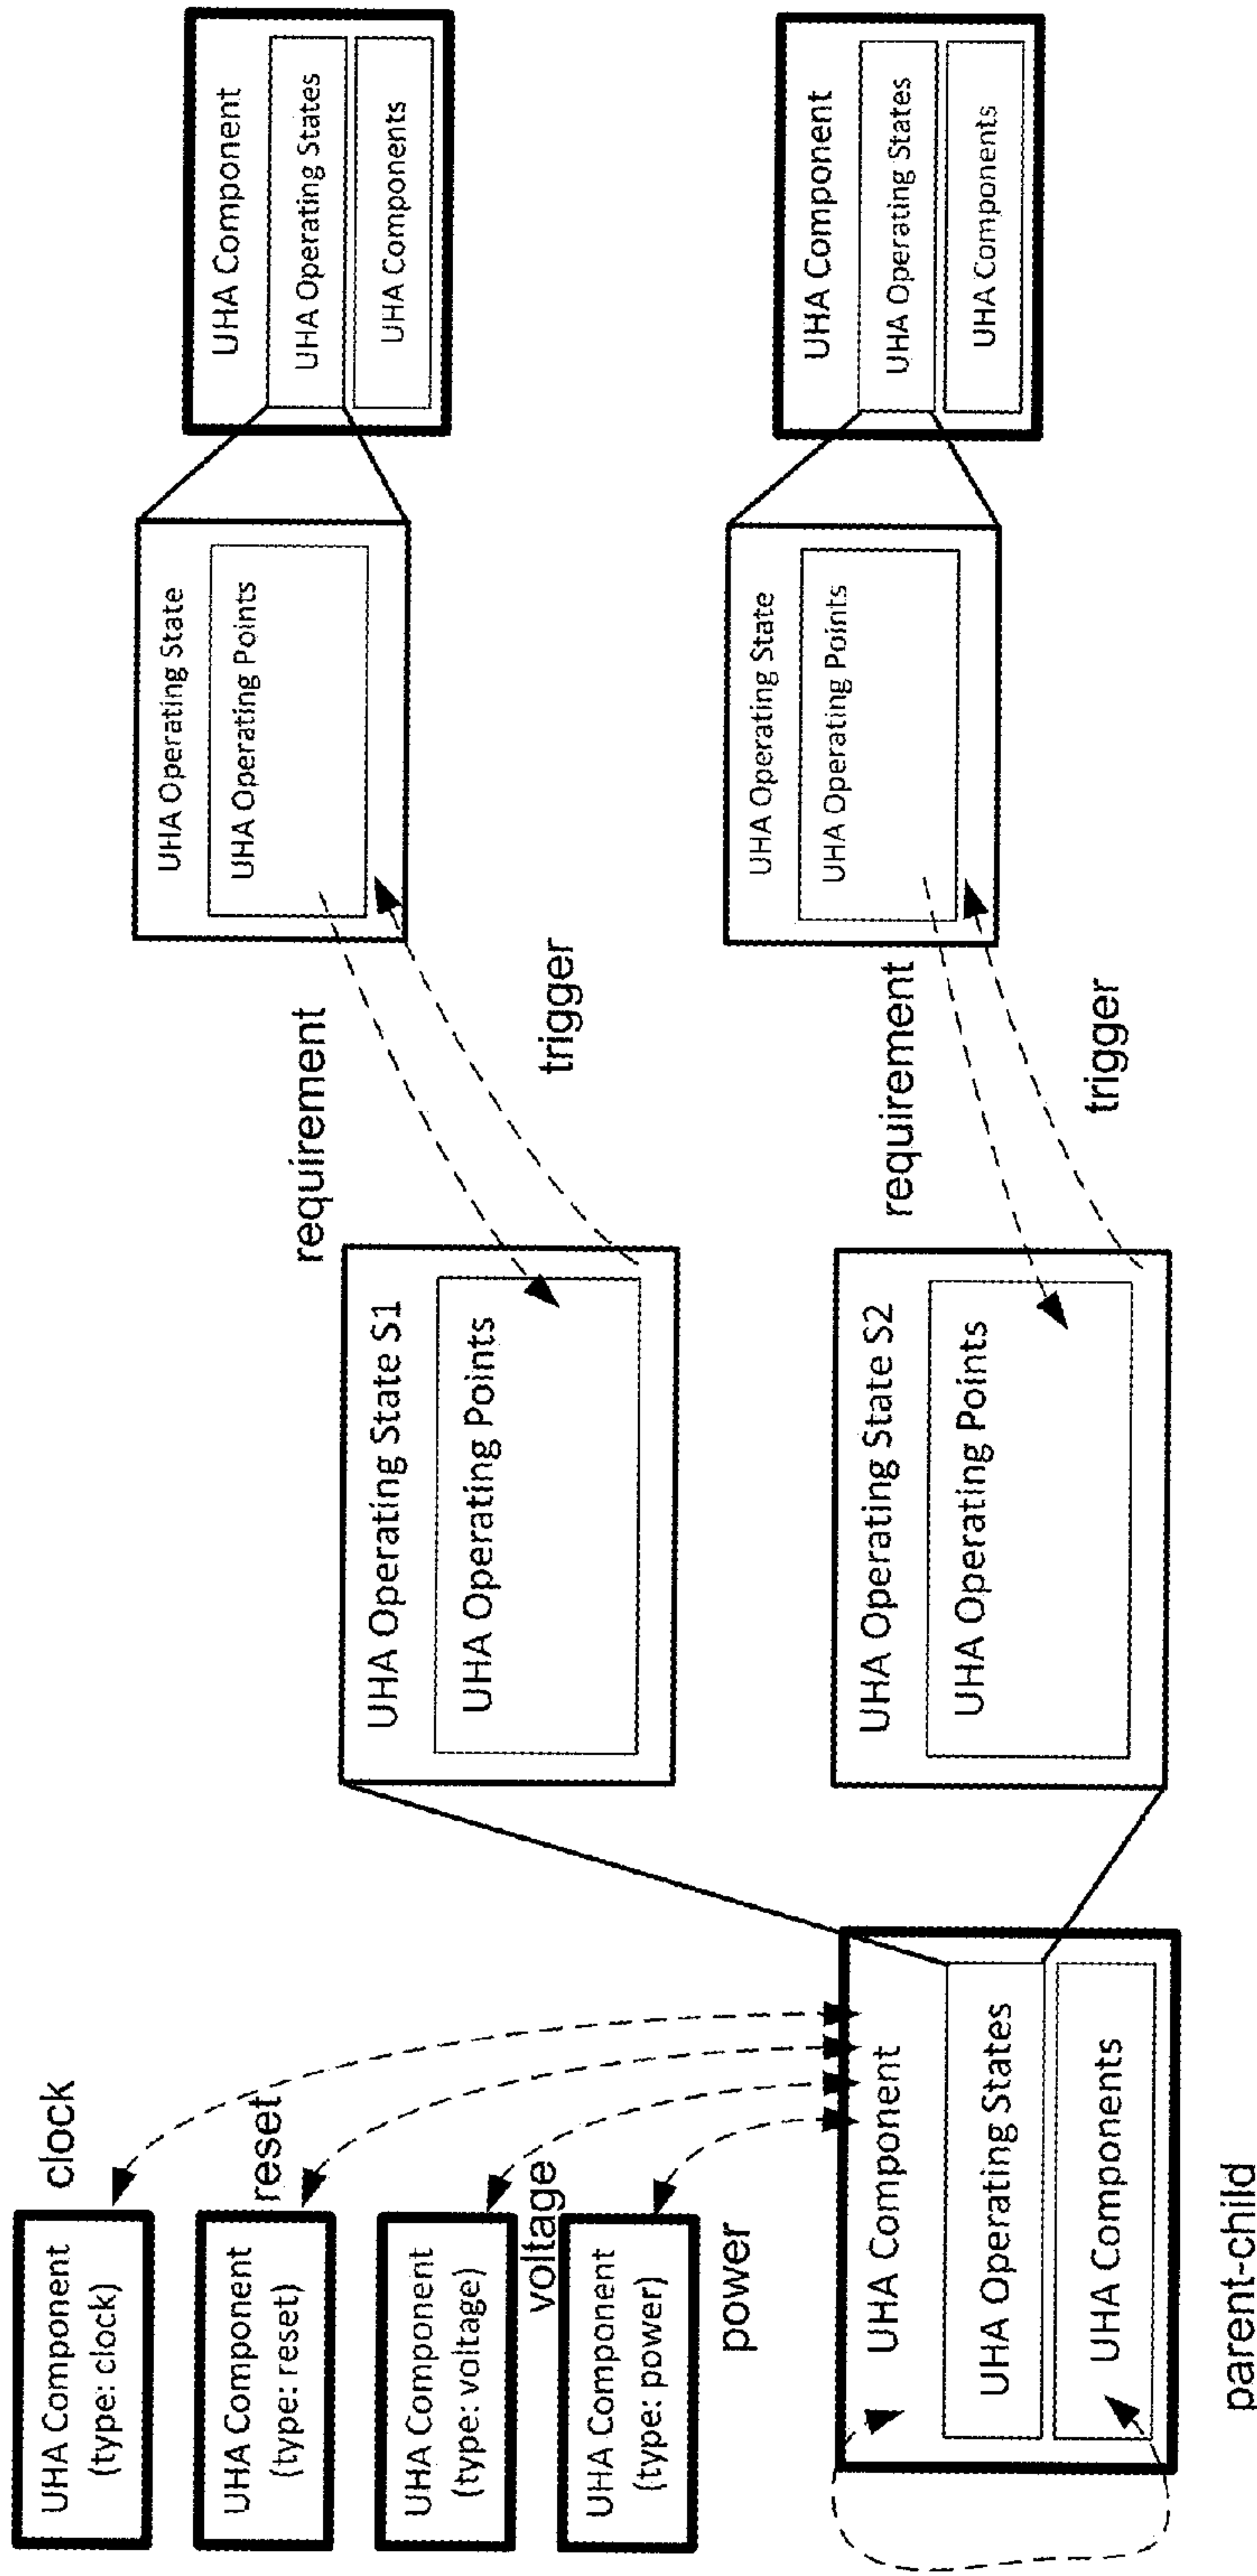 UHA Component
(type: clock)
clock
UHA Component
(type: reset)
reset
UHA Component
(type: voltage)
voltage
UHA Component
(type: power)
power
UHA Component
UHA Operating States
UHA Components
parent-child
UHA Operating State S1
UHA Operating Points
UHA Operating State S2
UHA Operating Points
requirement
trigger
requirement
trigger
UHA Operating State
UHA Operating Points
UHA Operating State
UHA Operating Points
UHA Component
UHA Operating States
UHA Components
UHA Component
UHA Operating States
UHA Components